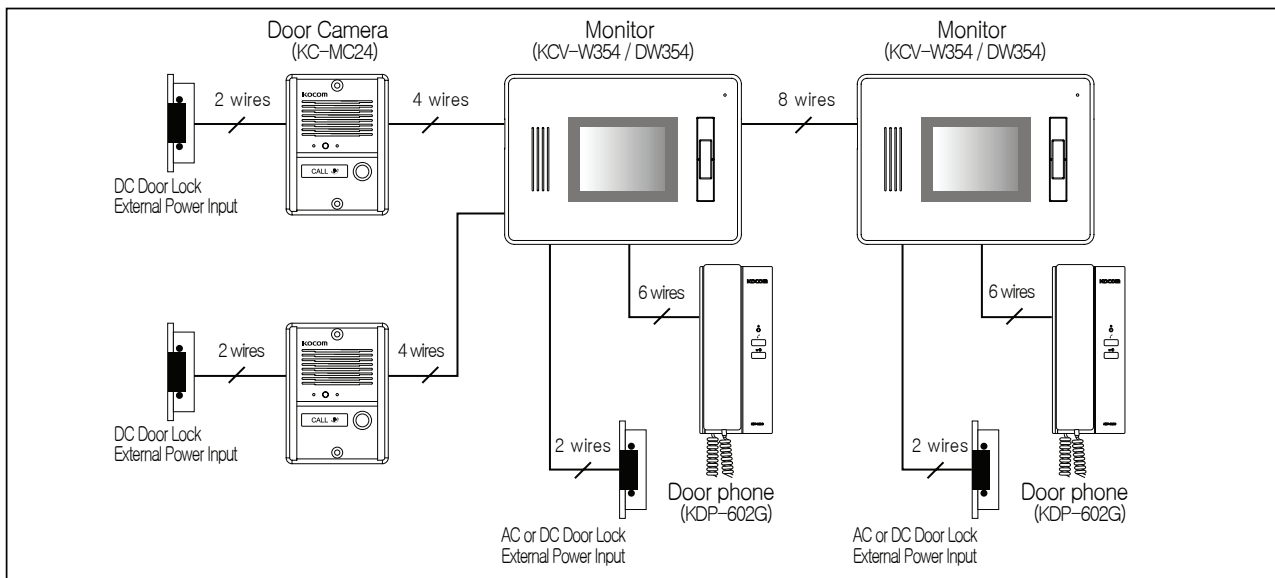 Door Camera
(KC-MC24)
Monitor
(KCV-W354 / DW354)
Monitor
(KCV-W354 / DW354)
2 wires
KOCOM
CALL
4 wires
8 wires
DC Door Lock
External Power Input
6 wires
KOCOM
6 wires
KOCOM
2 wires
KOCOM
CALL
4 wires
DC Door Lock
External Power Input
2 wires
2 wires
Door phone
(KDP-602G)
Door phone
(KDP-602G)
AC or DC Door Lock
External Power Input
AC or DC Door Lock
External Power Input